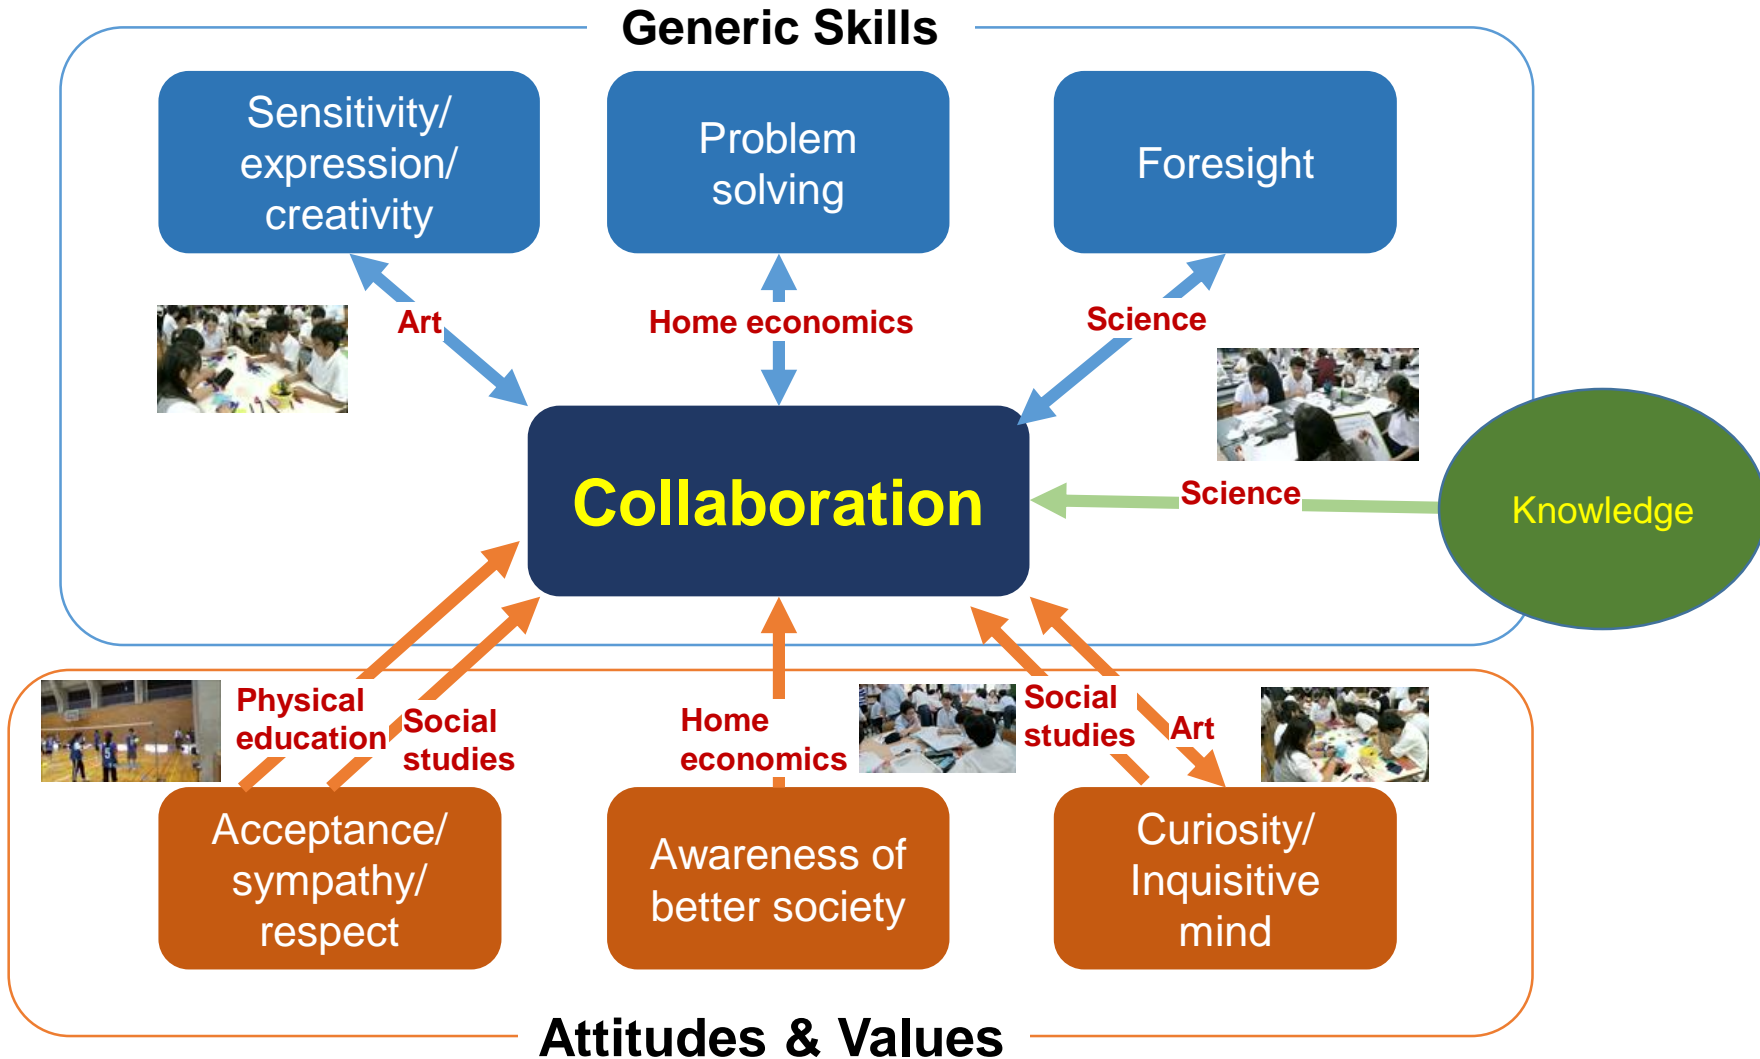 Generic Skills
Sensitivity/
expression/
creativity
Problem
solving
Foresight
Art
Home economics
Science
Collaboration
Science
Knowledge
Physical
education
Social
studies
Home
economics
Social
studies
Art
Acceptance/
sympathy/
respect
Awareness of
better society
Curiosity/
Inquisitive
mind
Attitudes & Values